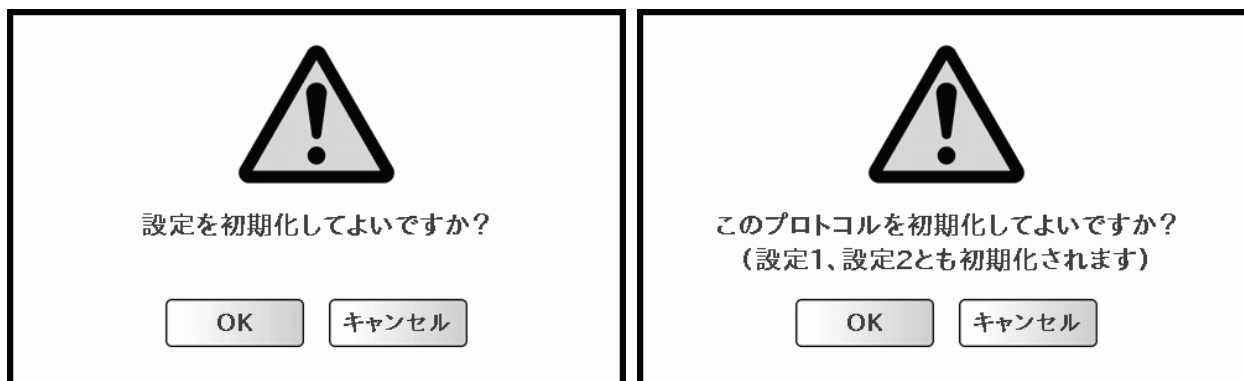 設定を初期化してよいですか?
OK
キャンセル
このプロトコルを初期化してよいですか?
(設定1、設定2とも初期化されます)
OK
キャンセル